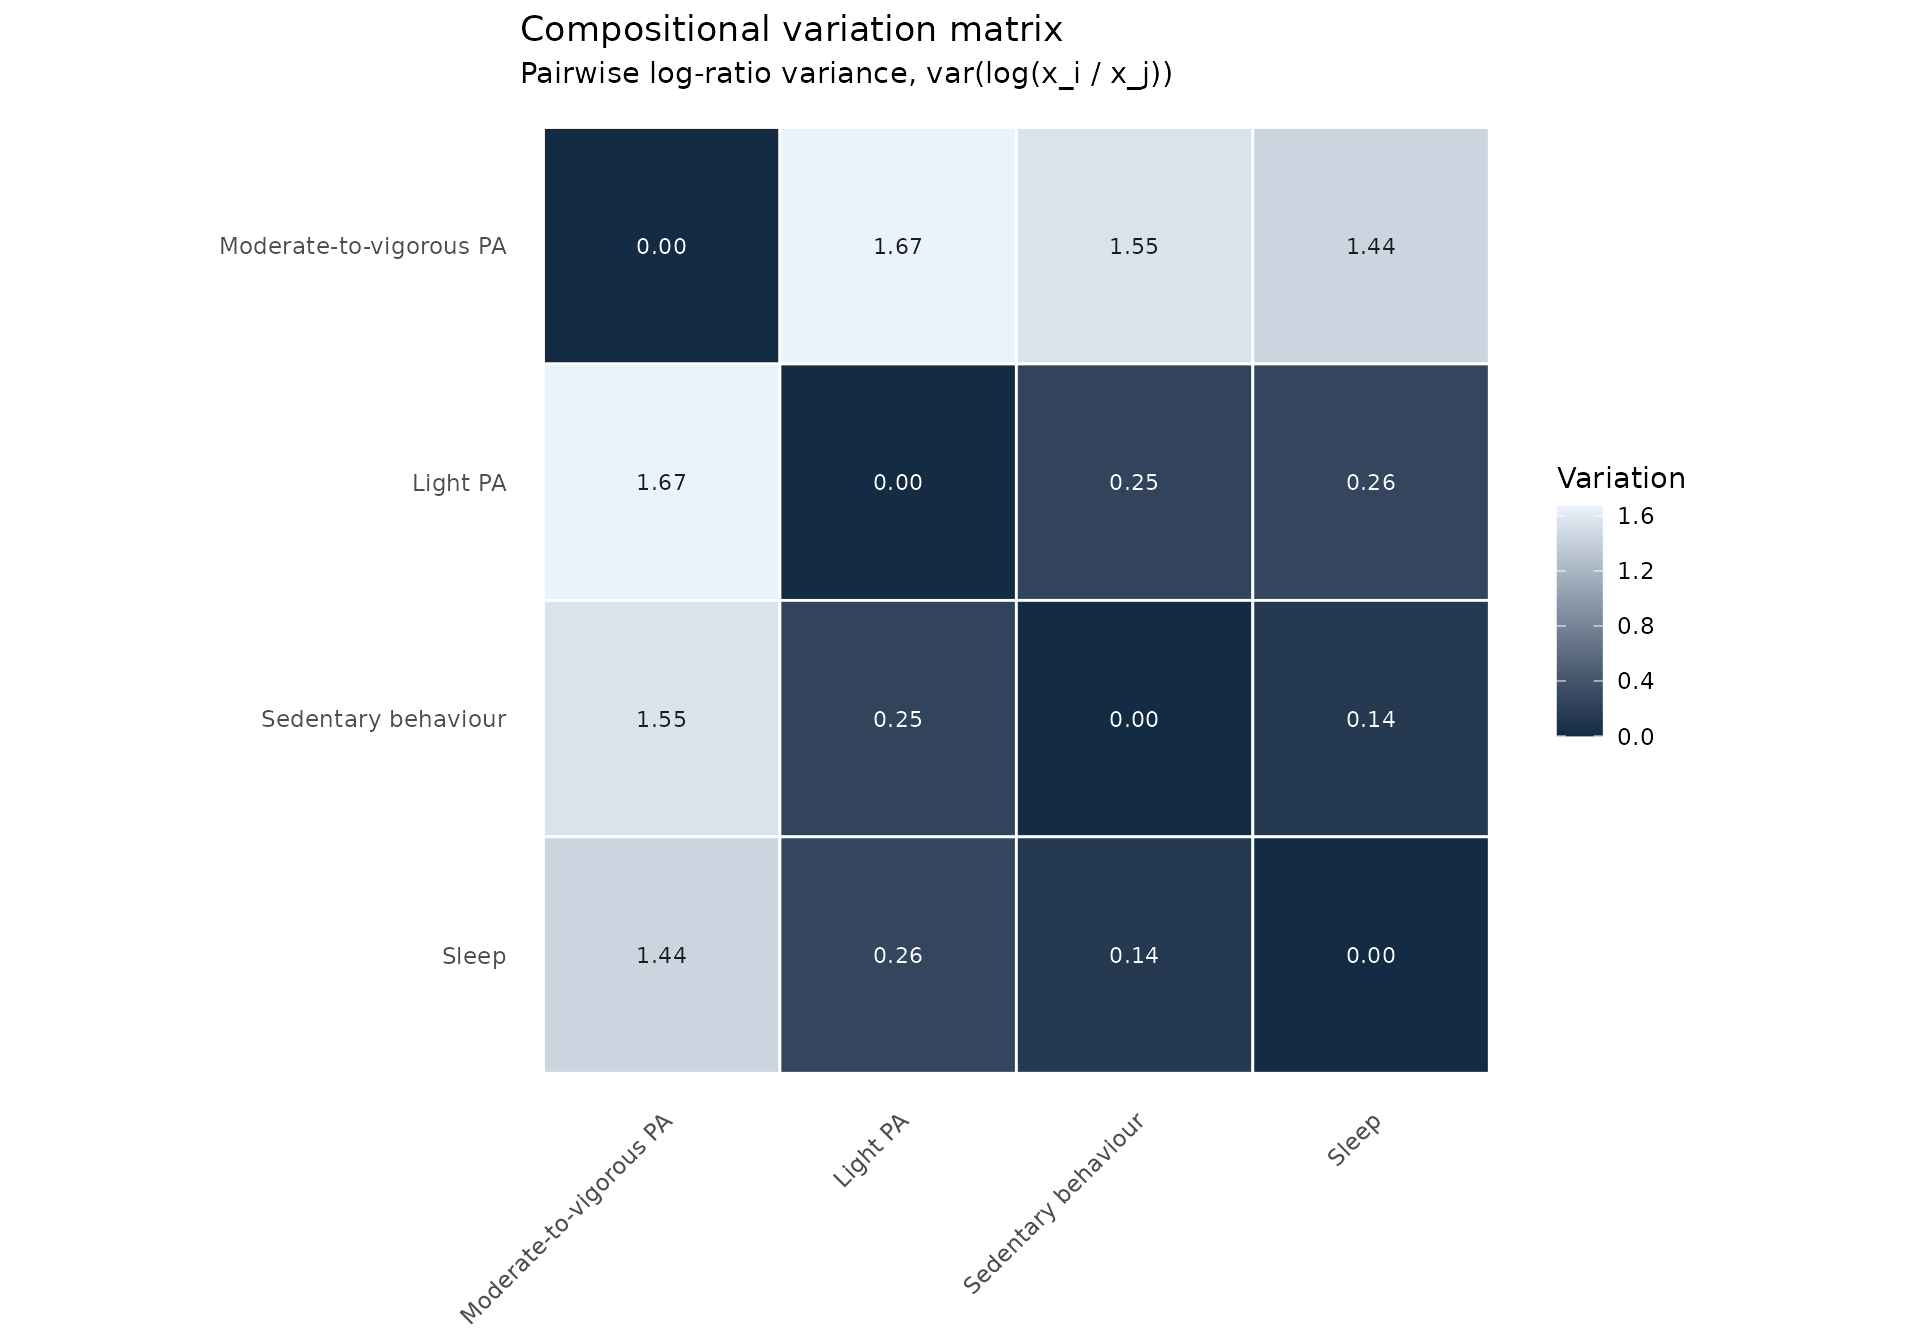 Compositional variation matrix
Pairwise log-ratio variance, var(log(x_i / x_j))
Moderate-to-vigorous PA 0.00 1.67 1.55 1.44
Light PA 1.67 0.00 0.25 0.26
Sedentary behaviour 1.55 0.25 0.00 0.14
Sleep 1.44 0.26 0.14 0.00
Moderate-to-vigorous PA
Light PA
Sedentary behaviour
Sleep
Variation
1.6
1.2
0.8
0.4
0.0